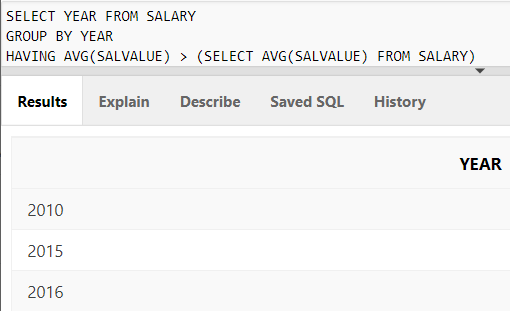 SELECT YEAR FROM SALARY
GROUP BY YEAR
HAVING AVG(SALVALUE) > (SELECT AVG(SALVALUE) FROM SALARY)
Results Explain Describe Saved SQL History
YEAR
2010
2015
2016